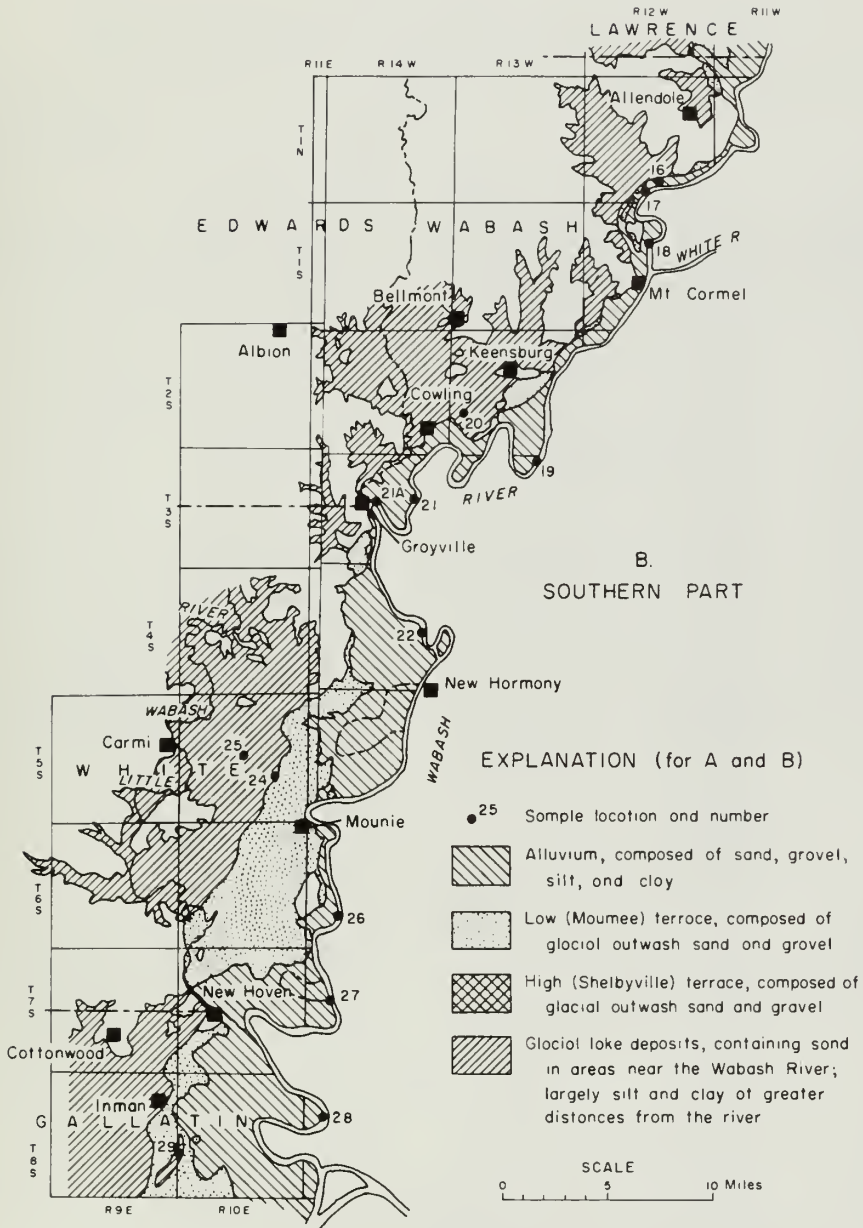 R12W R11W
LAWRENCE
R11E R14W R13W
Allendole
T1N
16
17
EDWARDS WABASH
18
WHITE R
T1S
Bellmont
Mt Cormel
Albion
Keensburg
T2S
Cowling
20
19
RIVER
21A
21
T3S
Groyville
B.
SOUTHERN PART
RIVER
T4S
22
New Hormony
WABASH
WABASH
Carmi
25
T5S
WHITE
24
LITTLE
Mounie
T6S
26
New Hoven
27
T7S
Cottonwood
Inman
28
GALLATIN
29
T8S
R9E R10E
EXPLANATION (for A and B)
25 Somple locotion ond number
Alluvium, composed of sand, grovel,
silt, ond cloy
Low (Moumee) terroce, composed of
glociol outwosh sond ond grovel
High (Shelbyville) terrace, composed of
glacial outwash sand and gravel
Glociol loke deposits, containing sond
in areas near the Wabash River;
largely silt and clay ot greater
distonces from the river
SCALE
0 5 10 Miles